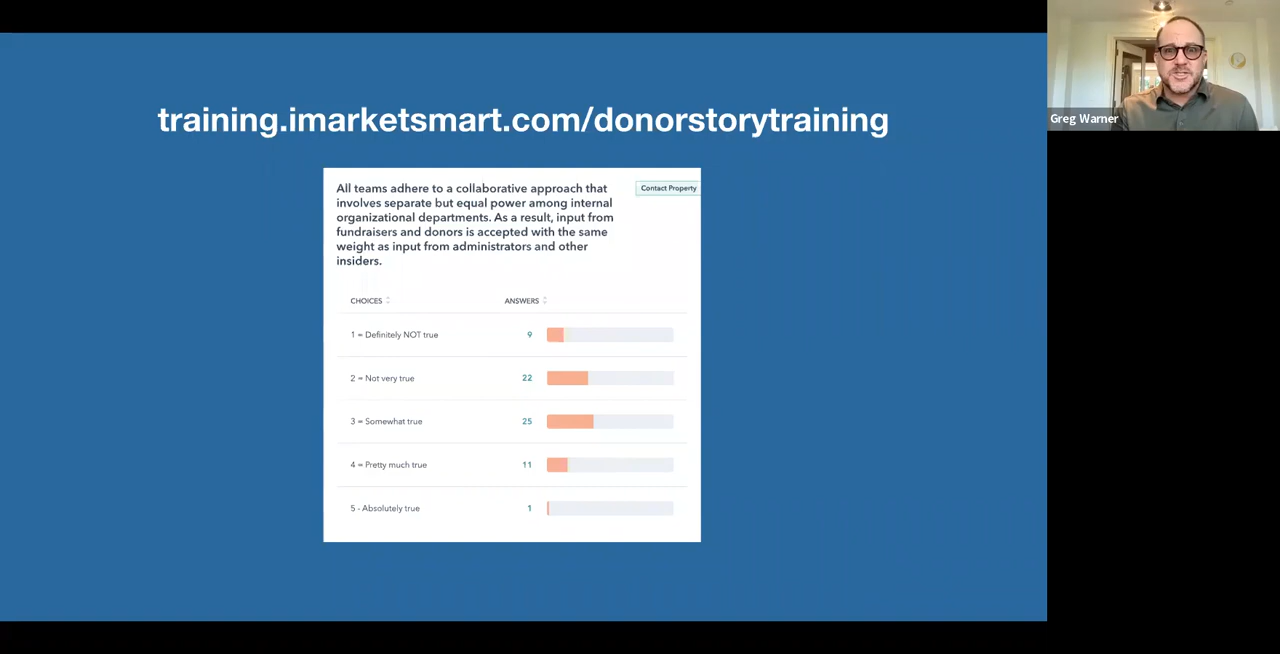 training.imarketsmart.com/donorstorytraining
All teams adhere to a collaborative approach that
involves separate but equal power among internal
organizational departments. As a result, input from
fundraisers and donors is accepted with the same
weight as input from administrators and other
insiders.
Contact Property
CHOICES ANSWERS
1 = Definitely NOT true 9
2 = Not very true 22
3 = Somewhat true 25
4 = Pretty much true 11
5 - Absolutely true 1
Greg Warner